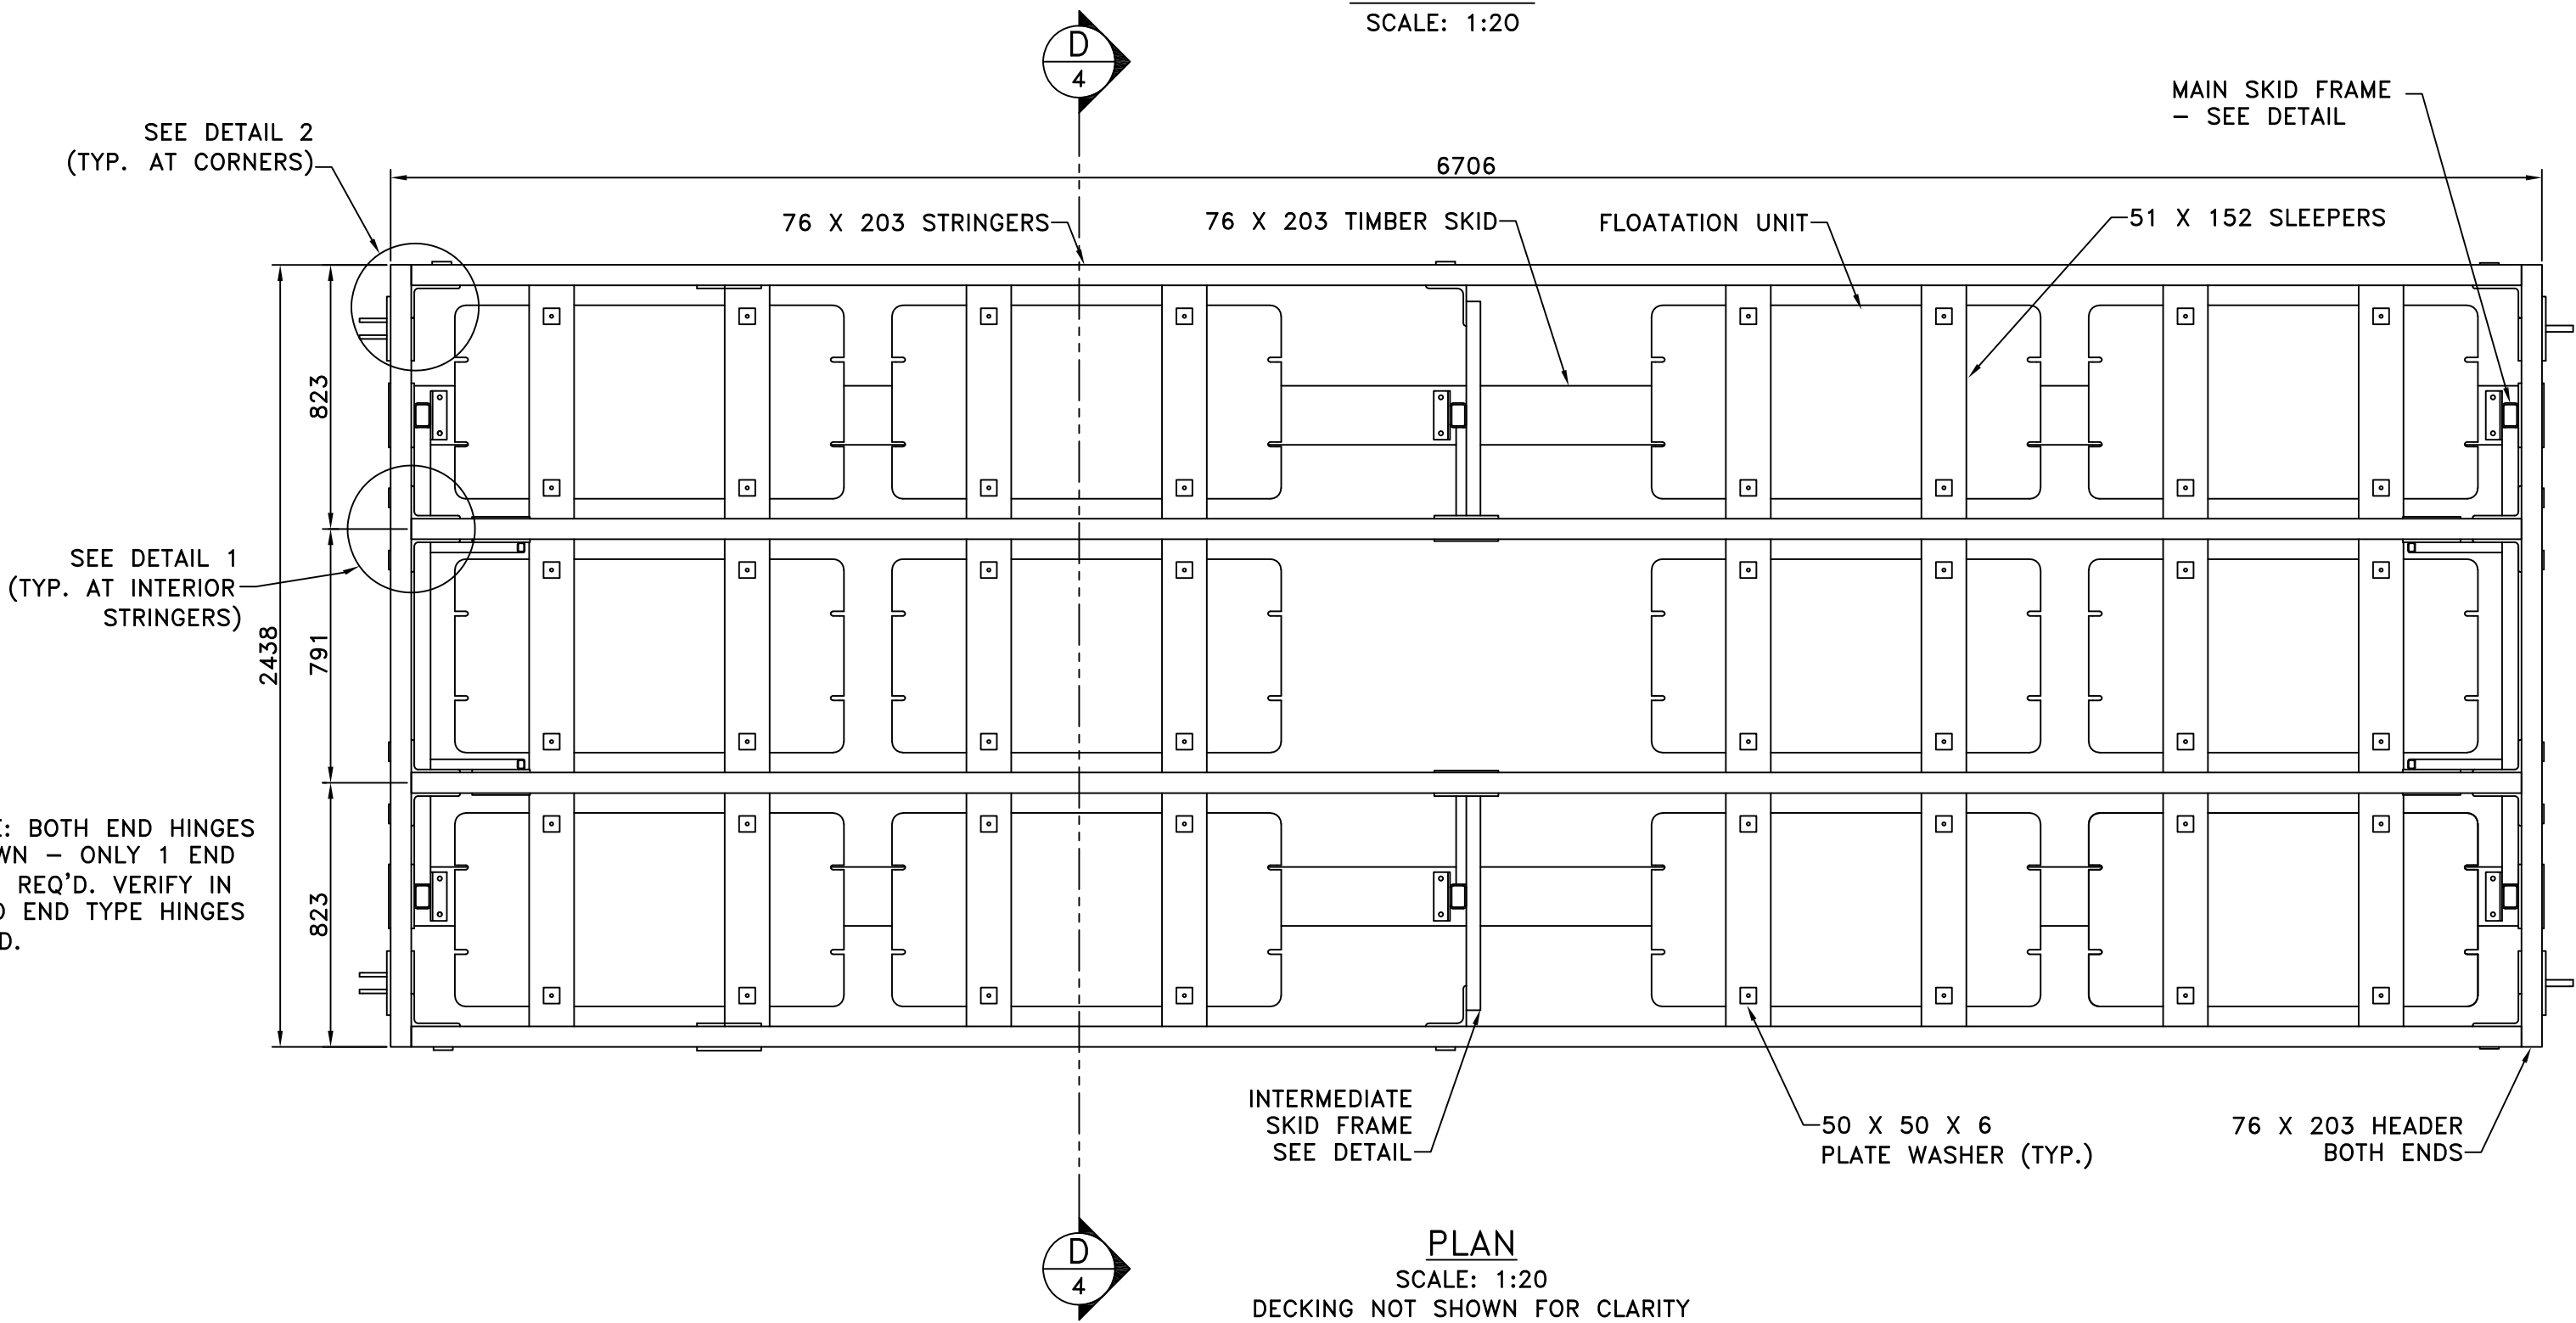 SCALE: 1:20
D
4
MAIN SKID FRAME
- SEE DETAIL
SEE DETAIL 2
(TYP. AT CORNERS)
6706
76 X 203 STRINGERS
76 X 203 TIMBER SKID
FLOATATION UNIT
51 X 152 SLEEPERS
823
SEE DETAIL 1
(TYP. AT INTERIOR
STRINGERS)
2438
791
823
: BOTH END HINGES
- ONLY 1 END
REQ'D. VERIFY IN
END TYPE HINGES
INTERMEDIATE
SKID FRAME
SEE DETAIL
50 X 50 X 6
PLATE WASHER (TYP.)
76 X 203 HEADER
BOTH ENDS
D
4
PLAN
SCALE: 1:20
DECKING NOT SHOWN FOR CLARITY